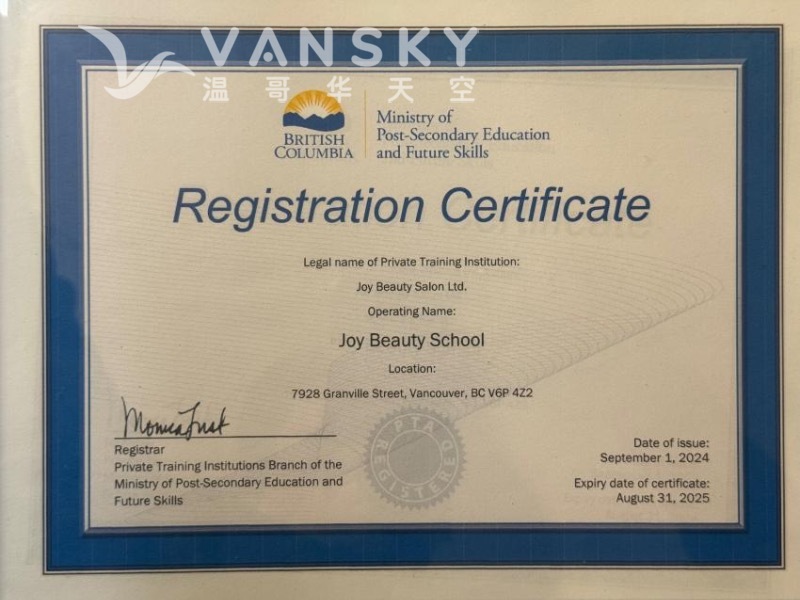 VANSKY
温哥华天空
BRITISH
COLUMBIA
Ministry of
Post-Secondary Education
and Future Skills
Registration Certificate
Legal name of Private Training Institution:
Joy Beauty Salon Ltd.
Operating Name:
Joy Beauty School
Location:
7928 Granville Street, Vancouver, BC V6P 4Z2
Registrar
Private Training Institutions Branch of the
Ministry of Post-Secondary Education and
Future Skills
PTA
REGISTERED
Date of issue:
September 1, 2024
Expiry date of certificate:
August 31, 2025